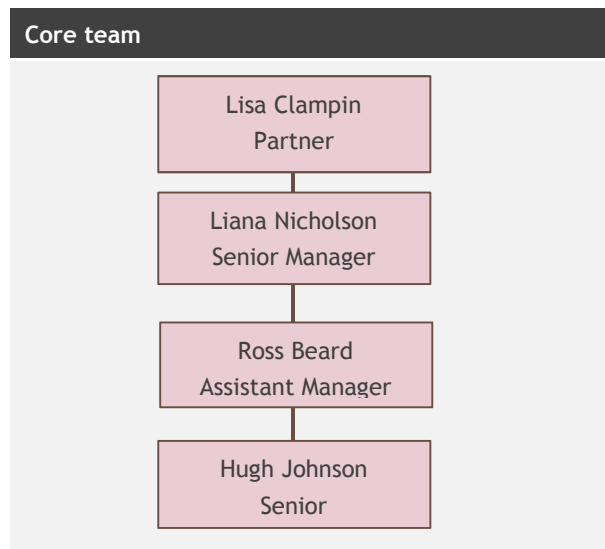 Core team
Lisa Clampin
Partner
Liana Nicholson
Senior Manager
Ross Beard
Assistant Manager
Hugh Johnson
Senior